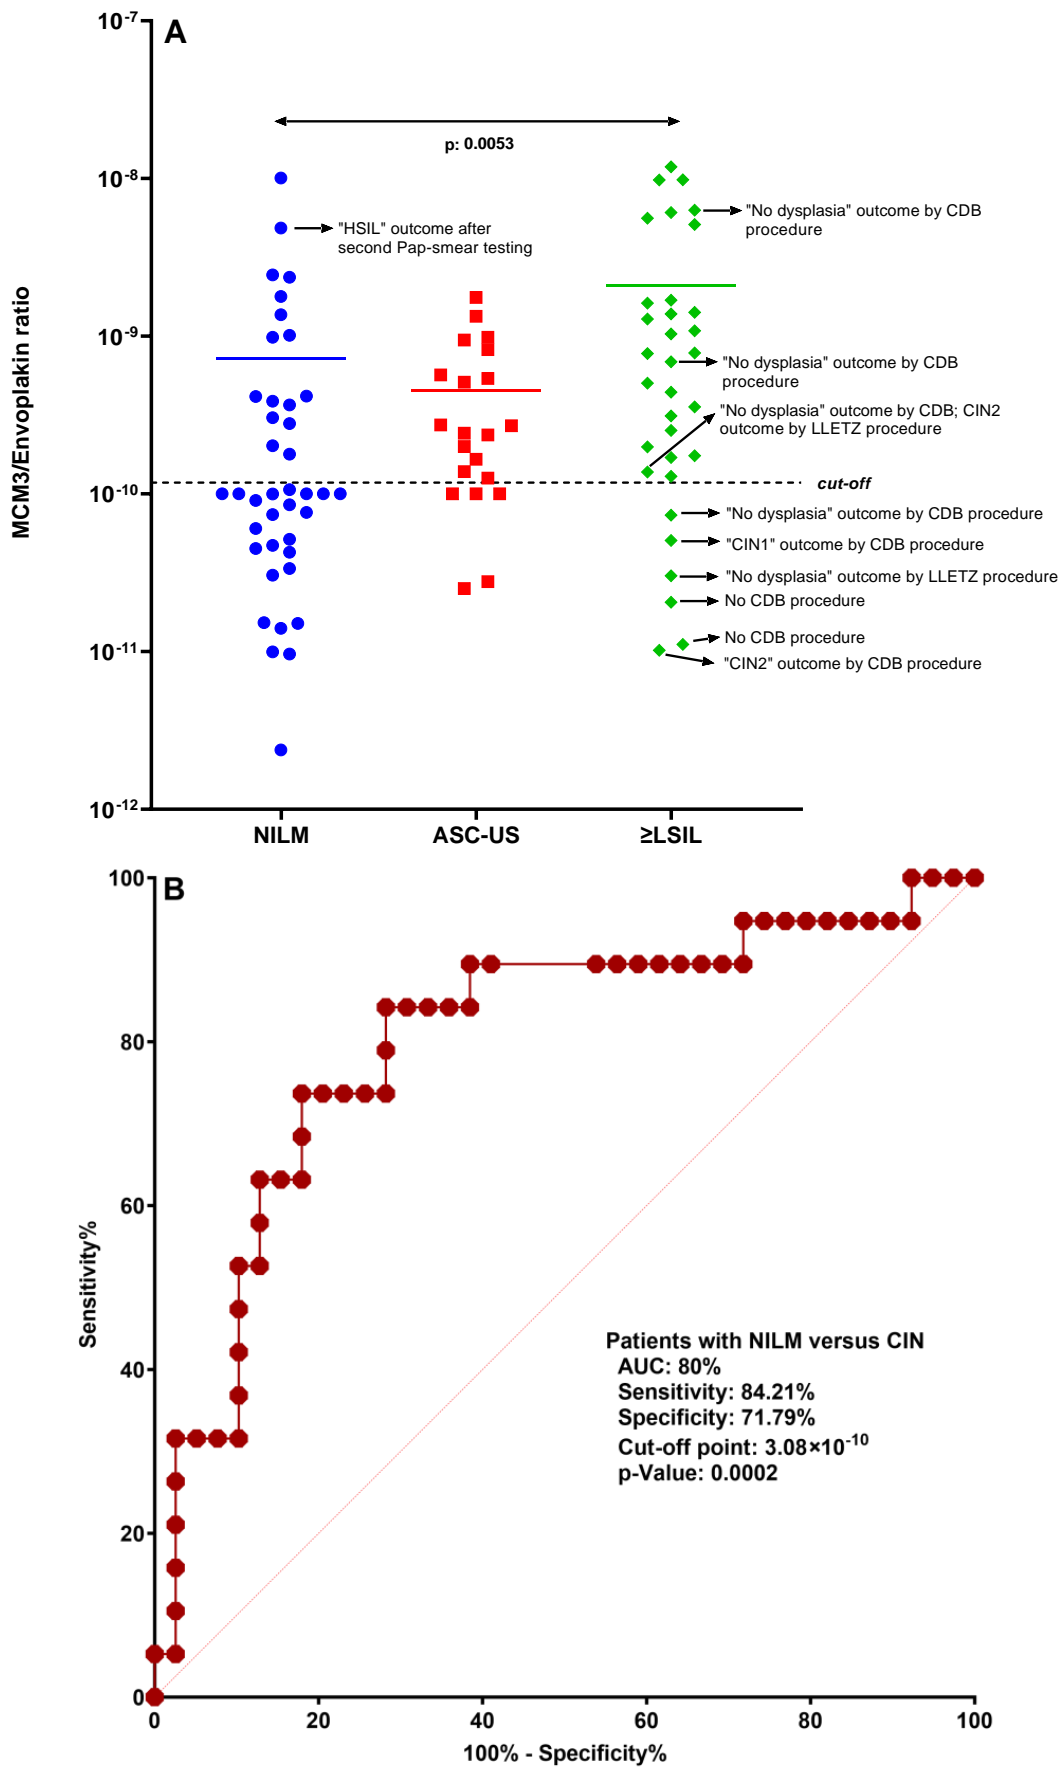 A
10-7
10-8
10-9
10-10
10-11
10-12
MCM3/Envoplakin ratio
p: 0.0053
"HSIL" outcome after
second Pap-smear testing
"No dysplasia" outcome by CDB
procedure
"No dysplasia" outcome by CDB
procedure
"No dysplasia" outcome by CDB; CIN2
outcome by LLETZ procedure
cut-off
"No dysplasia" outcome by CDB procedure
"CIN1" outcome by CDB procedure
"No dysplasia" outcome by LLETZ procedure
No CDB procedure
No CDB procedure
"CIN2" outcome by CDB procedure
NILM ASC-US ≥LSIL
B
100
80
60
40
20
0
Sensitivity%
Patients with NILM versus CIN
AUC: 80%
Sensitivity: 84.21%
Specificity: 71.79%
Cut-off point: 3.08×10-10
p-Value: 0.0002
0 20 40 60 80 100
100% - Specificity%